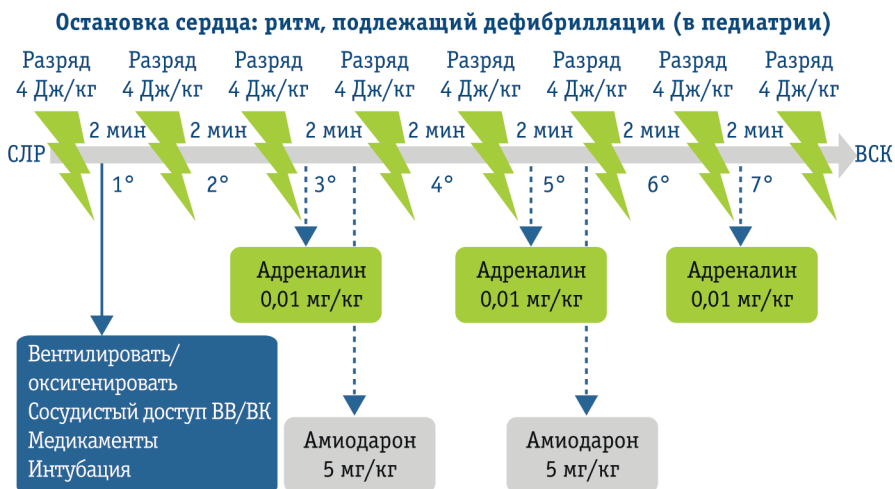 Остановка сердца: ритм, подлежащий дефибрилляции (в педиатрии)
Разряд Разряд Разряд Разряд Разряд Разряд Разряд Разряд
4 Дж/кг 4 Дж/кг 4 Дж/кг 4 Дж/кг 4 Дж/кг 4 Дж/кг 4 Дж/кг 4 Дж/кг
2 мин 2 мин 2 мин 2 мин 2 мин 2 мин 2 мин
СЛР ВСК
1° 2° 3° 4° 5° 6° 7°
Адреналин Адреналин Адреналин
0,01 мг/кг 0,01 мг/кг 0,01 мг/кг
Вентилировать/
оксигенировать
Сосудистый доступ ВВ/ВК
Медикаменты
Интубация
Амиодарон Амиодарон
5 мг/кг 5 мг/кг